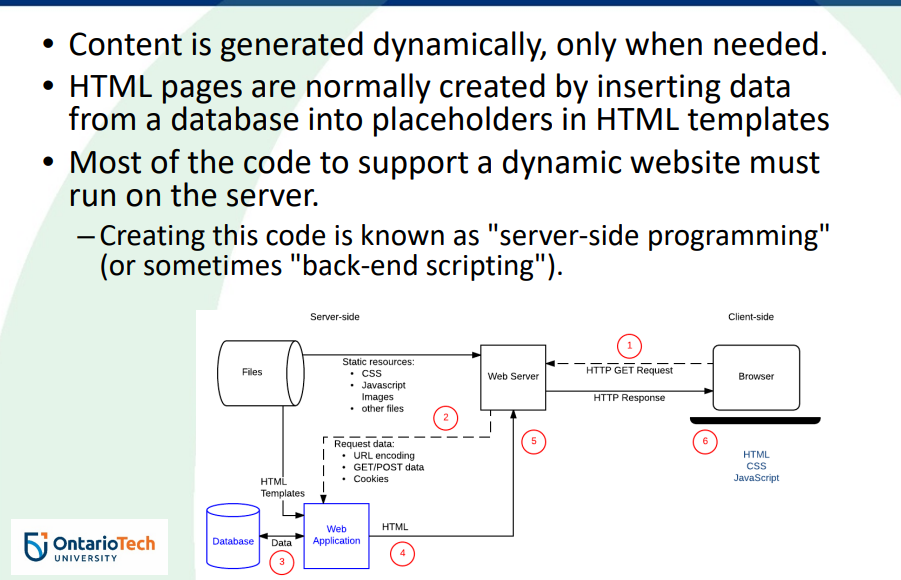 • Content is generated dynamically, only when needed.
• HTML pages are normally created by inserting data
from a database into placeholders in HTML templates
• Most of the code to support a dynamic website must
run on the server.
– Creating this code is known as "server-side programming"
(or sometimes "back-end scripting").
Server-side
Client-side
Files
Static resources:
• CSS
• Javascript
Images
• other files
Web Server
1
HTTP GET Request
HTTP Response
Browser
2
5
6
Request data:
• URL encoding
• GET/POST data
• Cookies
HTML
CSS
JavaScript
HTML
Templates
Database
Data
3
Web
Application
HTML
4
OntarioTech
UNIVERSITY